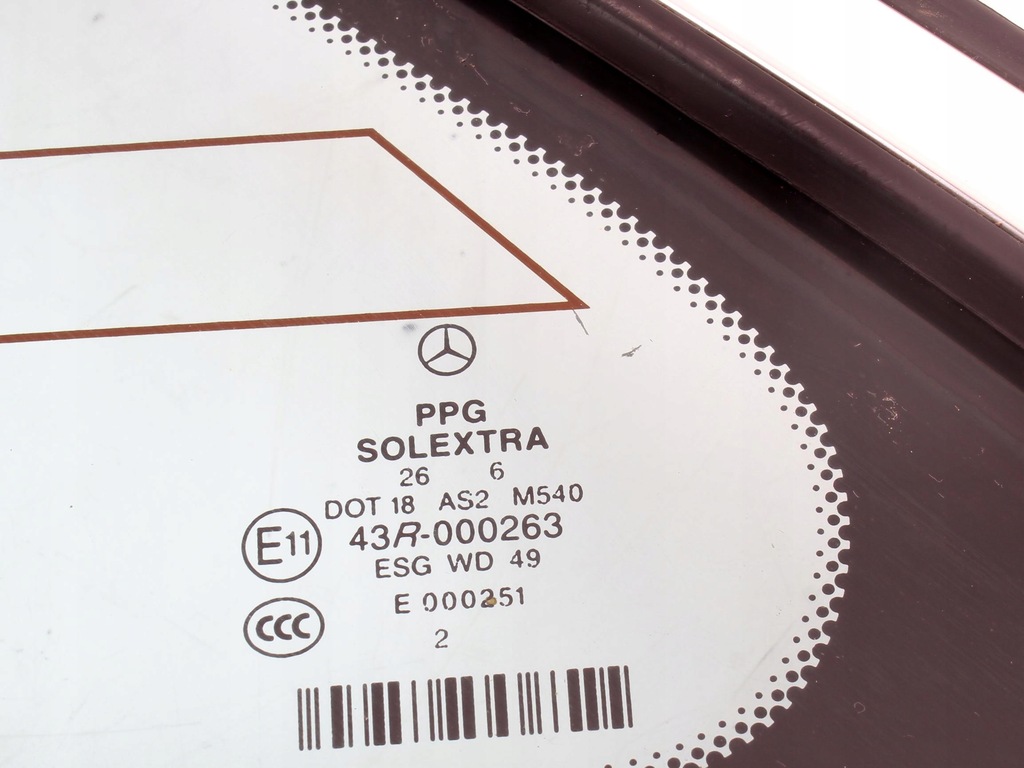 PPG
SOLEXTRA
26 6
DOT 18 AS2 M540
E11 43R-000263
ESG WD 49
E 000251
CCC
2